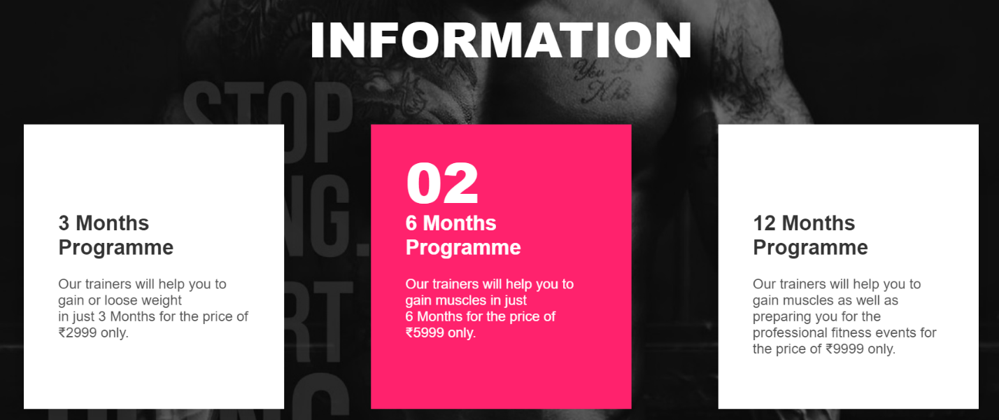 INFORMATION
STOP
3 Months
Programme
Our trainers will help you to
gain or loose weight
in just 3 Months for the price of
₹2999 only.
02
6 Months
Programme
Our trainers will help you to
gain muscles in just
6 Months for the price of
₹5999 only.
12 Months
Programme
Our trainers will help you to
gain muscles as well as
preparing you for the
professional fitness events for
the price of ₹9999 only.